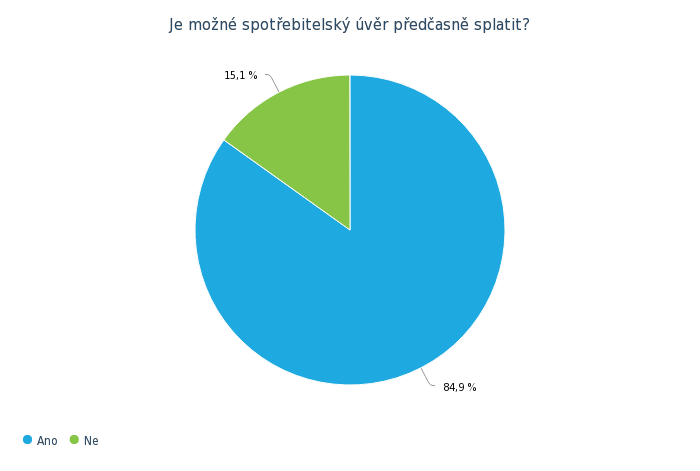 Je možné spotřebitelský úvěr předčasně splatit?
15,1 %
84,9 %
Ano Ne